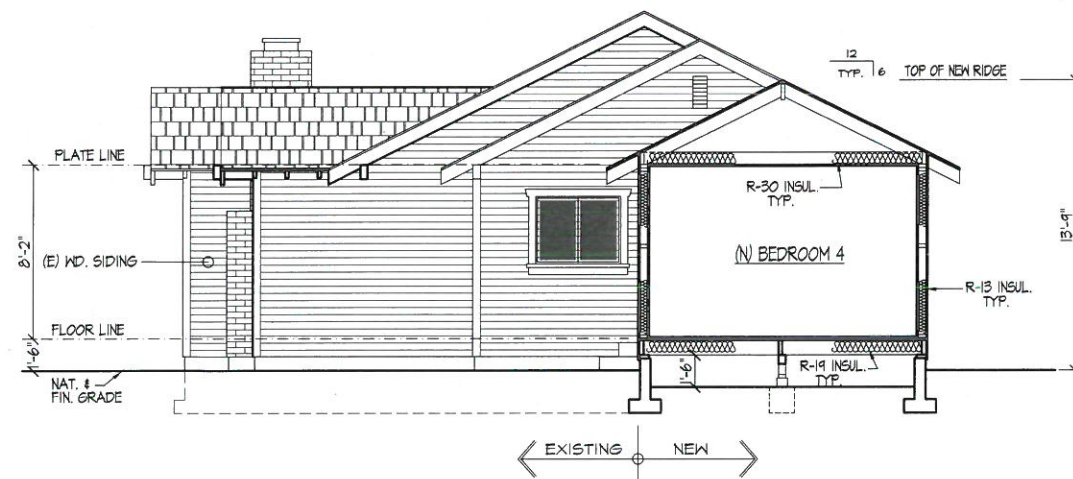 12
TYP. 6
TOP OF NEW RIDGE
PLATE LINE
R-30 INSUL.
TYP.
8'-2"
(E) WD. SIDING
(N) BEDROOM 4
13'-9"
R-13 INSUL.
TYP.
FLOOR LINE
1'-6"
1'-6"
R-19 INSUL.
TYP.
NAT. &
FIN. GRADE
EXISTING NEW